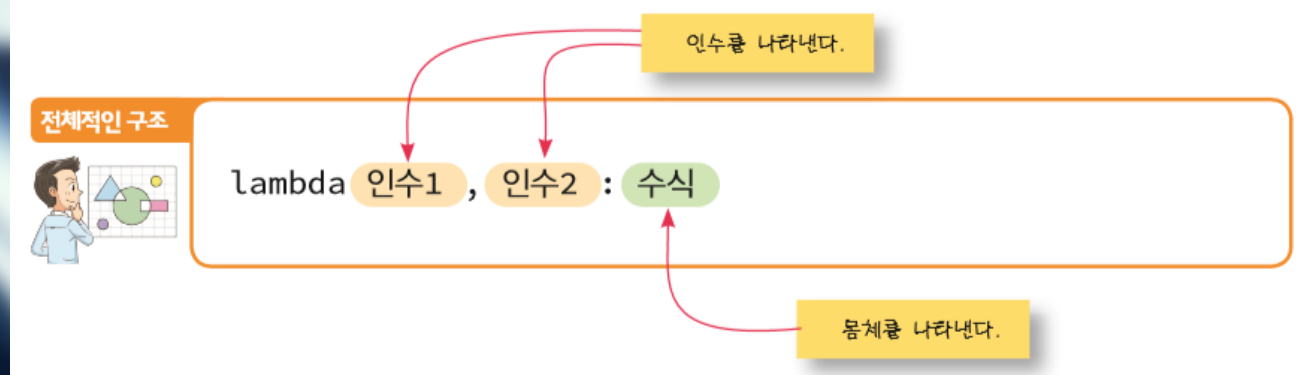 인수를 나타낸다.
전체적인 구조
lambda 인수1 , 인수2 : 수식
몸체를 나타낸다.